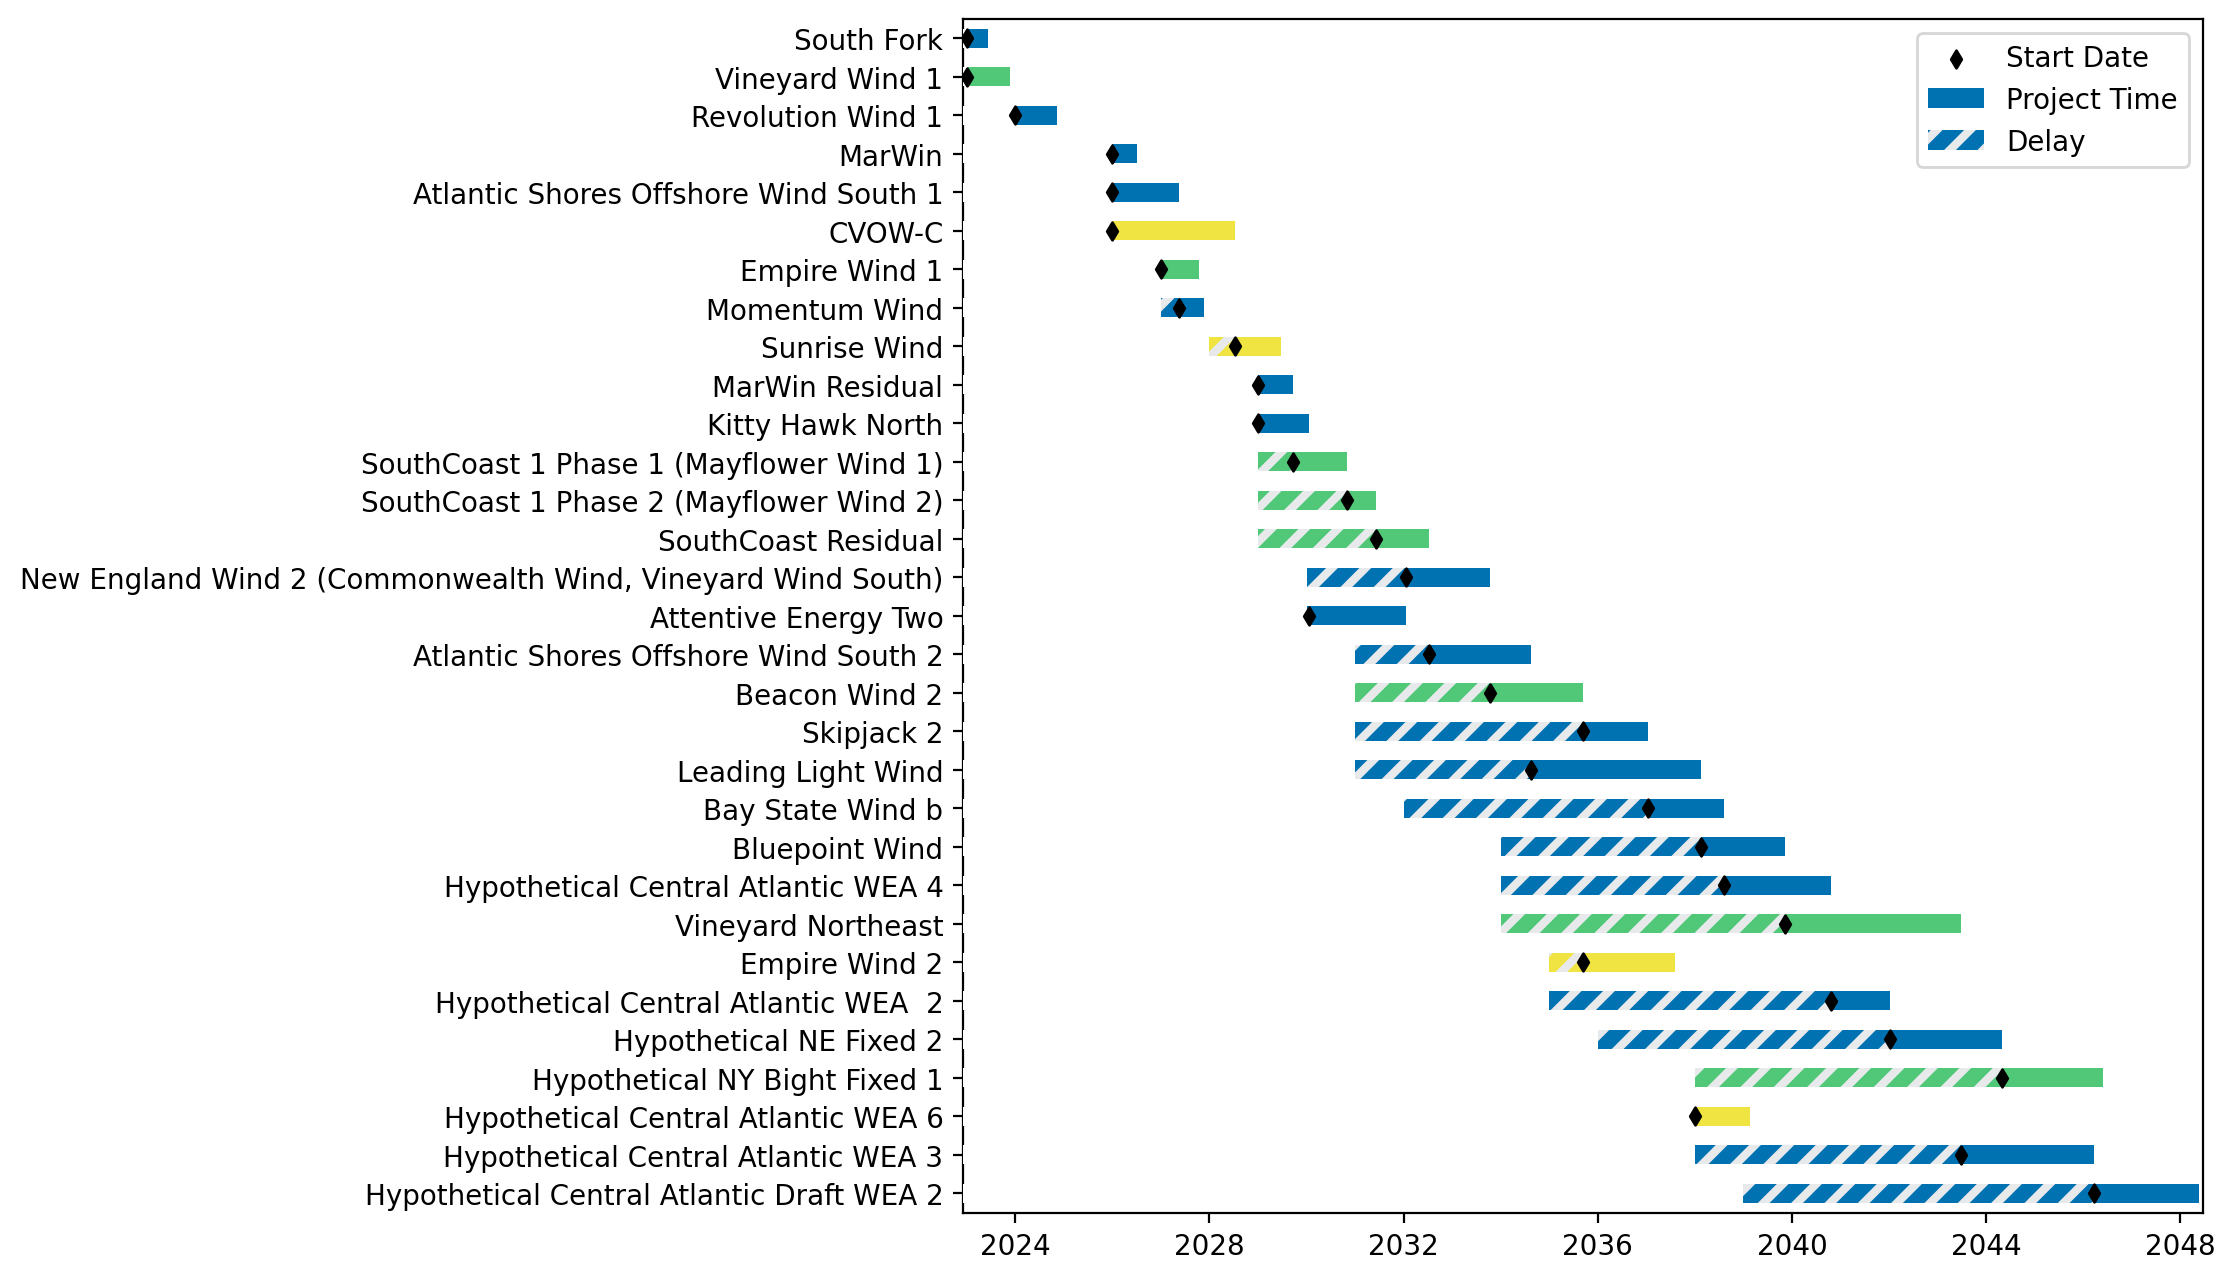 South Fork
Vineyard Wind 1
Revolution Wind 1
MarWin
Atlantic Shores Offshore Wind South 1
CVOW-C
Empire Wind 1
Momentum Wind
Sunrise Wind
MarWin Residual
Kitty Hawk North
SouthCoast 1 Phase 1 (Mayflower Wind 1)
SouthCoast 1 Phase 2 (Mayflower Wind 2)
SouthCoast Residual
New England Wind 2 (Commonwealth Wind, Vineyard Wind South)
Attentive Energy Two
Atlantic Shores Offshore Wind South 2
Beacon Wind 2
Skipjack 2
Leading Light Wind
Bay State Wind b
Bluepoint Wind
Hypothetical Central Atlantic WEA 4
Vineyard Northeast
Empire Wind 2
Hypothetical Central Atlantic WEA  2
Hypothetical NE Fixed 2
Hypothetical NY Bight Fixed 1
Hypothetical Central Atlantic WEA 6
Hypothetical Central Atlantic WEA 3
Hypothetical Central Atlantic Draft WEA 2
Start Date
Project Time
Delay
2024 2028 2032 2036 2040 2044 2048